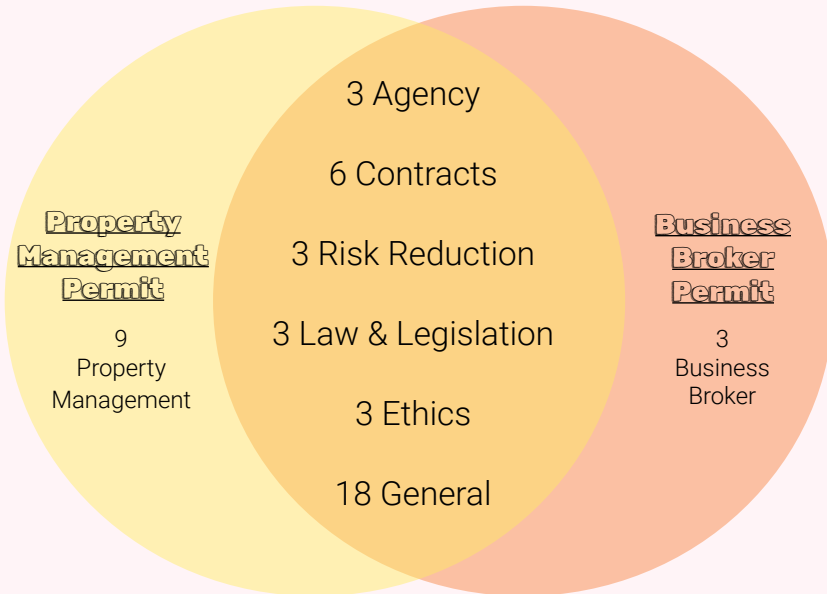 Property
Management
Permit
9
Property
Management
3 Agency
6 Contracts
3 Risk Reduction
3 Law & Legislation
3 Ethics
18 General
Business
Broker
Permit
3
Business
Broker